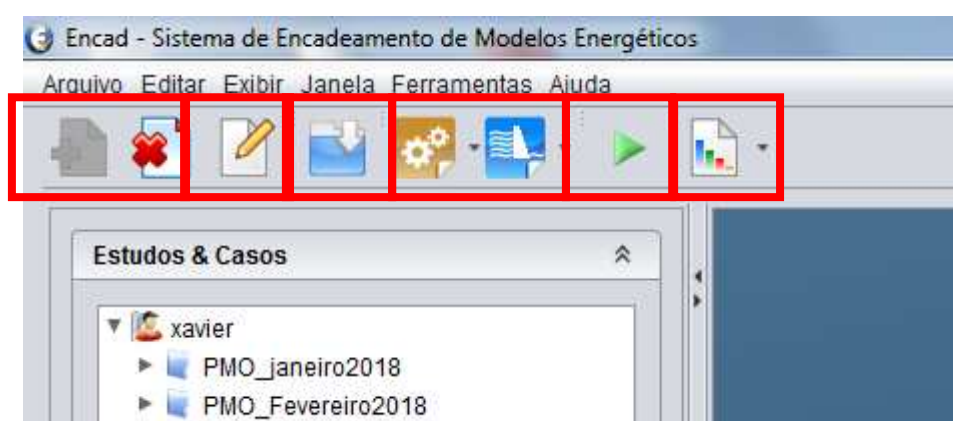 Encad - Sistema de Encadeamento de Modelos Energéticos
Arquivo Editar Exibir Janela Ferramentas Ajuda
Estudos & Casos
xavier
PMO_janeiro2018
PMO_Fevereiro2018